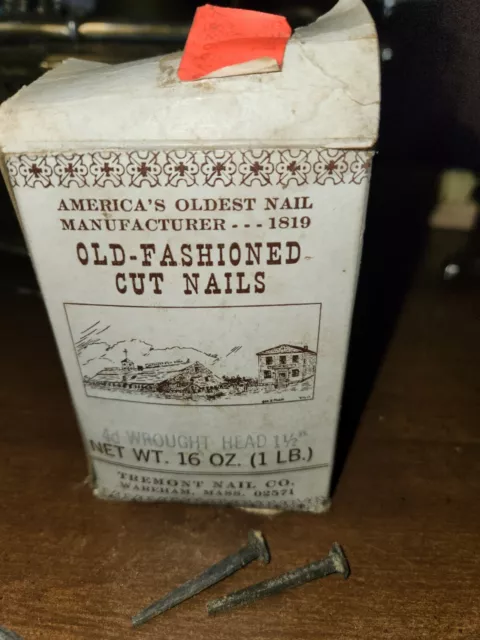 AMERICA'S OLDEST NAIL
MANUFACTURER --- 1819
OLD-FASHIONED
CUT NAILS
4d WROUGHT HEAD 1½"
NET WT. 16 OZ. (1 LB.)
TREMONT NAIL CO.
WAREHAM, MASS. 02571